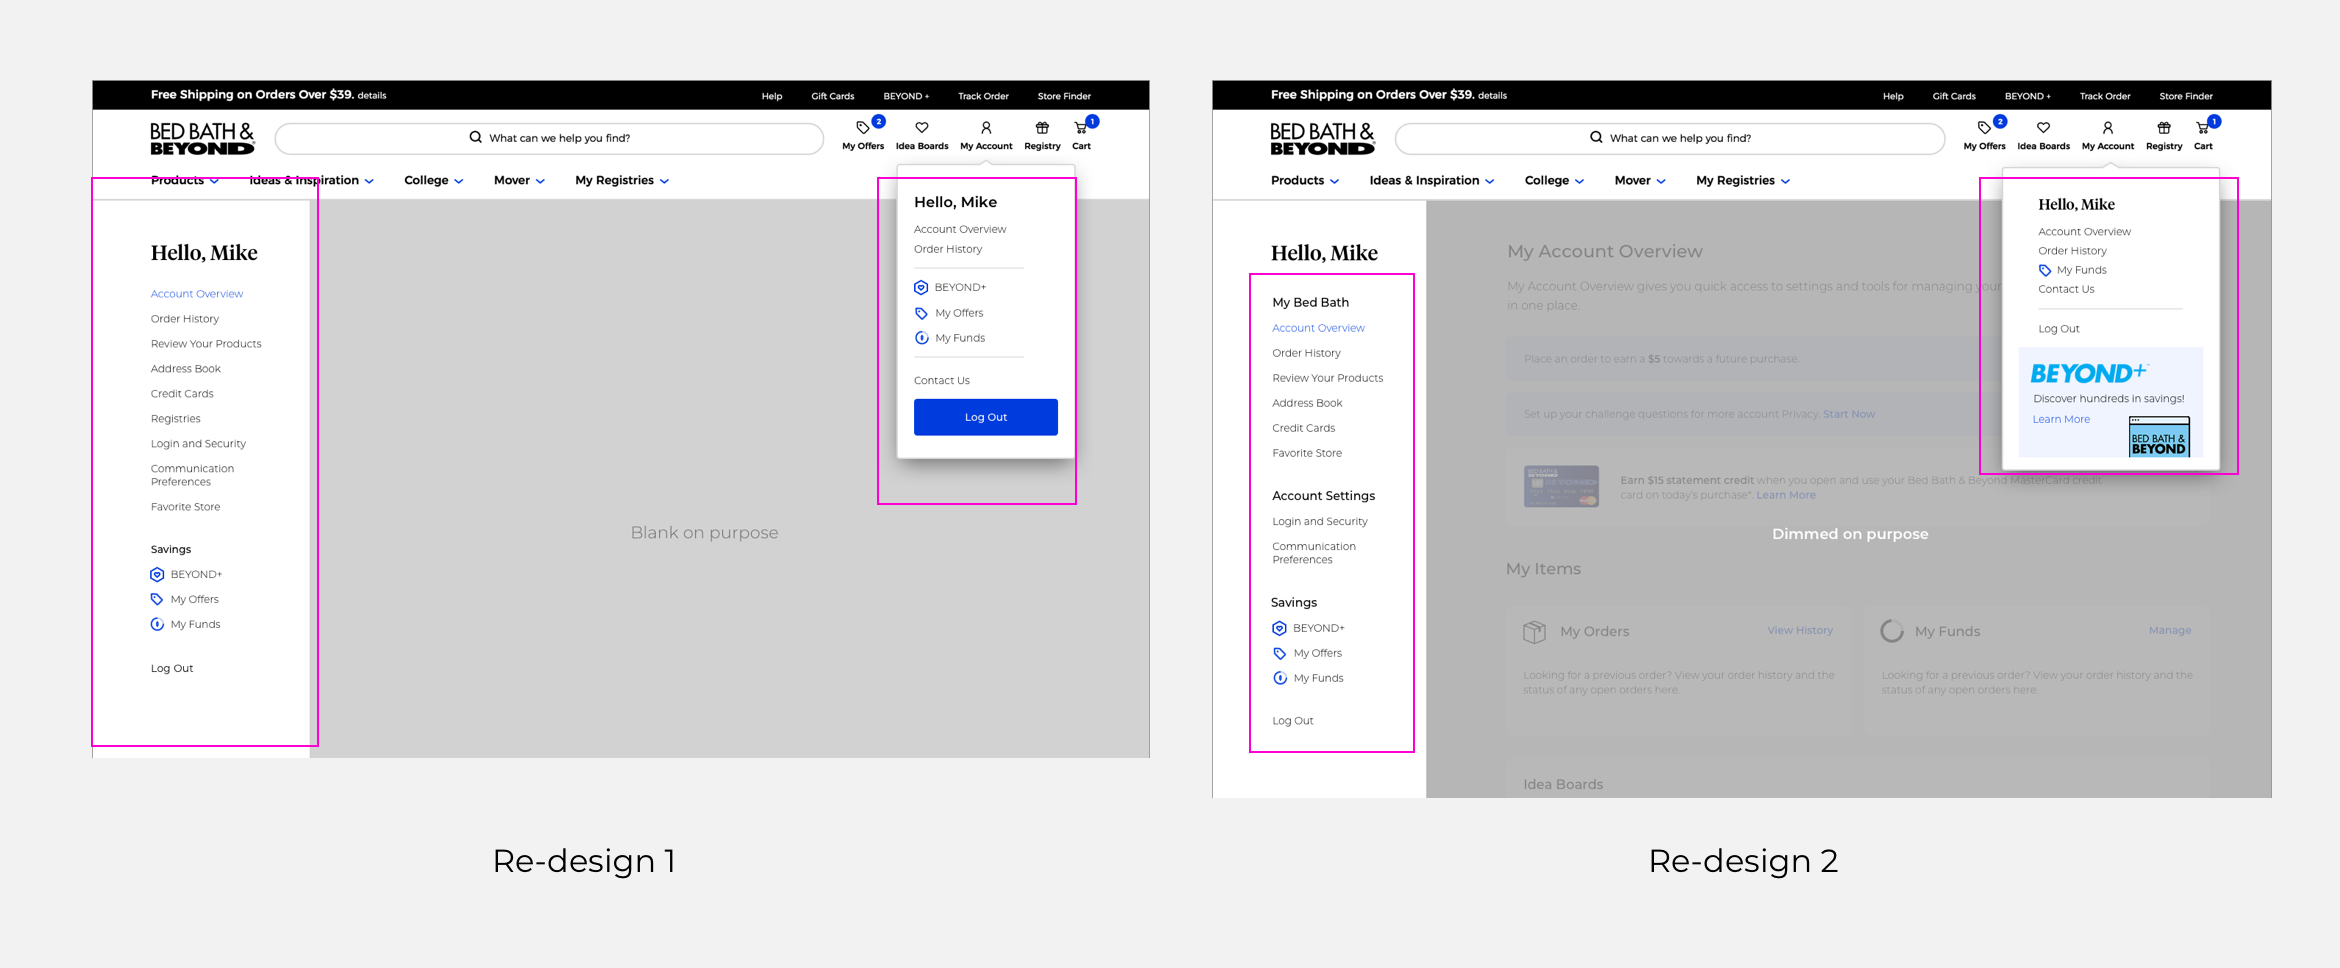 Free Shipping on Orders Over $39. details
Help
Gift Cards
BEYOND +
Track Order
Store Finder
BED BATH &
BEYOND
What can we help you find?
2
My Offers
Idea Boards
My Account
Registry
1
Cart
Products
Ideas & Inspiration
College
Mover
My Registries
Hello, Mike
Account Overview
Order History
Review Your Products
Address Book
Credit Cards
Registries
Login and Security
Communication
Preferences
Favorite Store
Savings
BEYOND+
My Offers
My Funds
Log Out
Blank on purpose
Hello, Mike
Account Overview
Order History
BEYOND+
My Offers
My Funds
Contact Us
Log Out
Re-design 1
Free Shipping on Orders Over $39. details
Help
Gift Cards
BEYOND +
Track Order
Store Finder
BED BATH &
BEYOND
What can we help you find?
2
My Offers
Idea Boards
My Account
Registry
1
Cart
Products
Ideas & Inspiration
College
Mover
My Registries
Hello, Mike
My Bed Bath
Account Overview
Order History
Review Your Products
Address Book
Credit Cards
Favorite Store
Account Settings
Login and Security
Communication
Preferences
Savings
BEYOND+
My Offers
My Funds
Log Out
My Account Overview
My Account Overview gives you quick access to settings and tools for managing your
in one place.
Place an order to earn a $5 towards a future purchase.
Set up your challenge questions for more account Privacy. Start Now
BED BATH &
BEYOND
Earn $15 statement credit when you open and use your Bed Bath & Beyond MasterCard credit
card on today's purchase*. Learn More
Dimmed on purpose
My Items
My Orders
View History
Looking for a previous order? View your order history and the
status of any open orders here.
My Funds
Manage
Looking for a previous order? View your order history and the
status of any open orders here.
Idea Boards
Hello, Mike
Account Overview
Order History
My Funds
Contact Us
Log Out
BEYOND+
Discover hundreds in savings!
Learn More
BED BATH &
BEYOND
Re-design 2